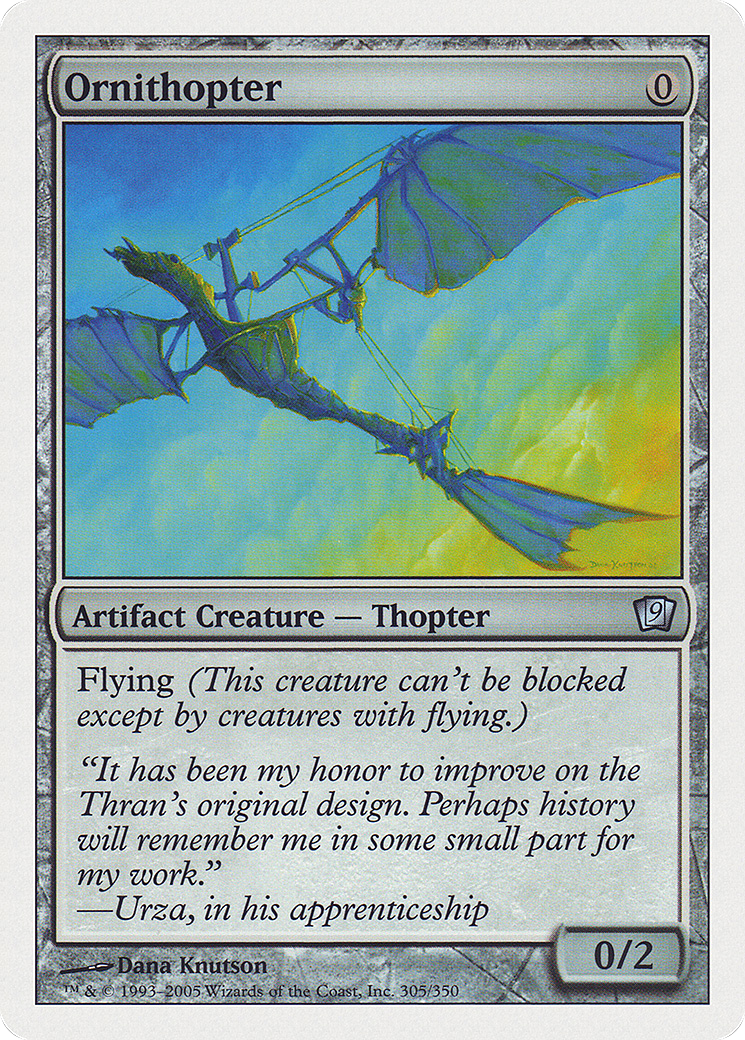 Ornithopter 0
Dana Knutson
Artifact Creature — Thopter 9
Flying (This creature can't be blocked
except by creatures with flying.)
“It has been my honor to improve on the
Thran's original design. Perhaps history
will remember me in some small part for
my work.”
—Urza, in his apprenticeship
0/2
Dana Knutson
™ & © 1993–2005 Wizards of the Coast, Inc. 305/350